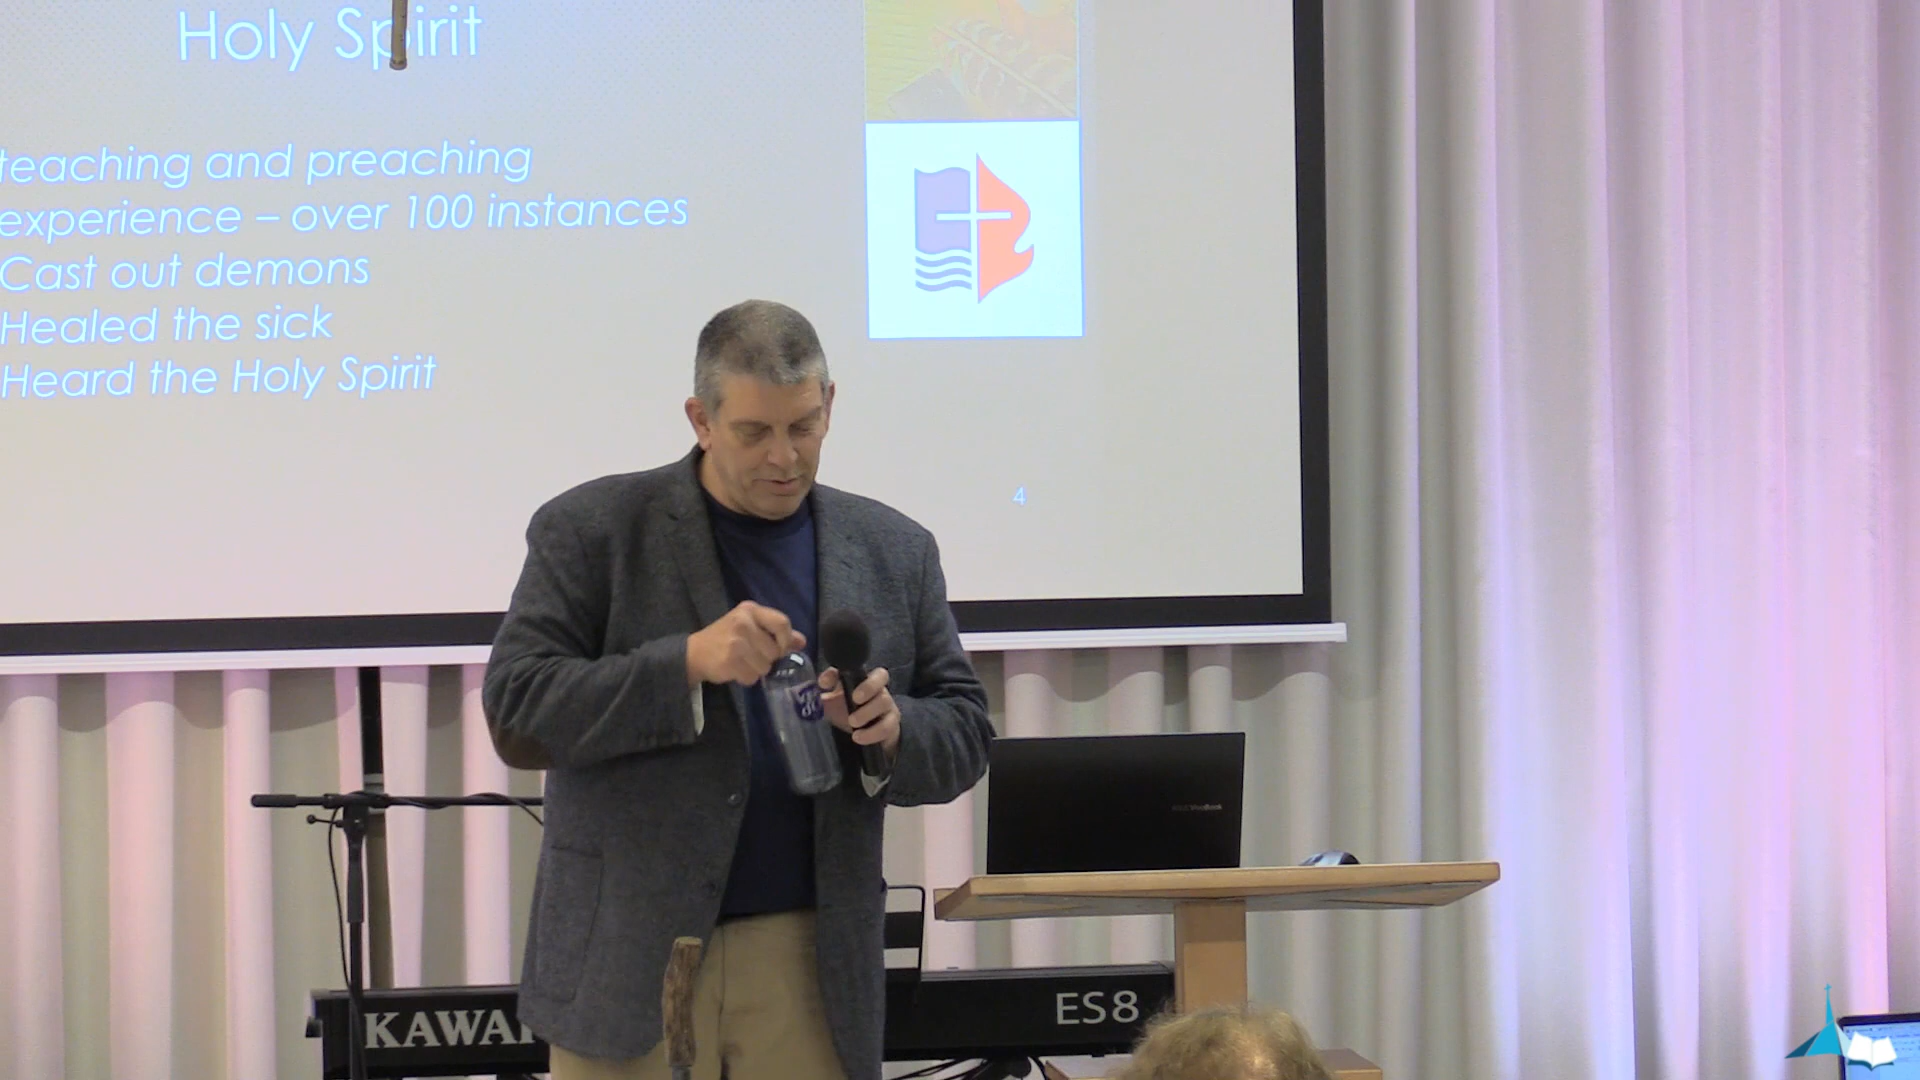 Holy Spirit
teaching and preaching
experience – over 100 instances
Cast out demons
Healed the sick
Heard the Holy Spirit
4
KAWAI
ES8